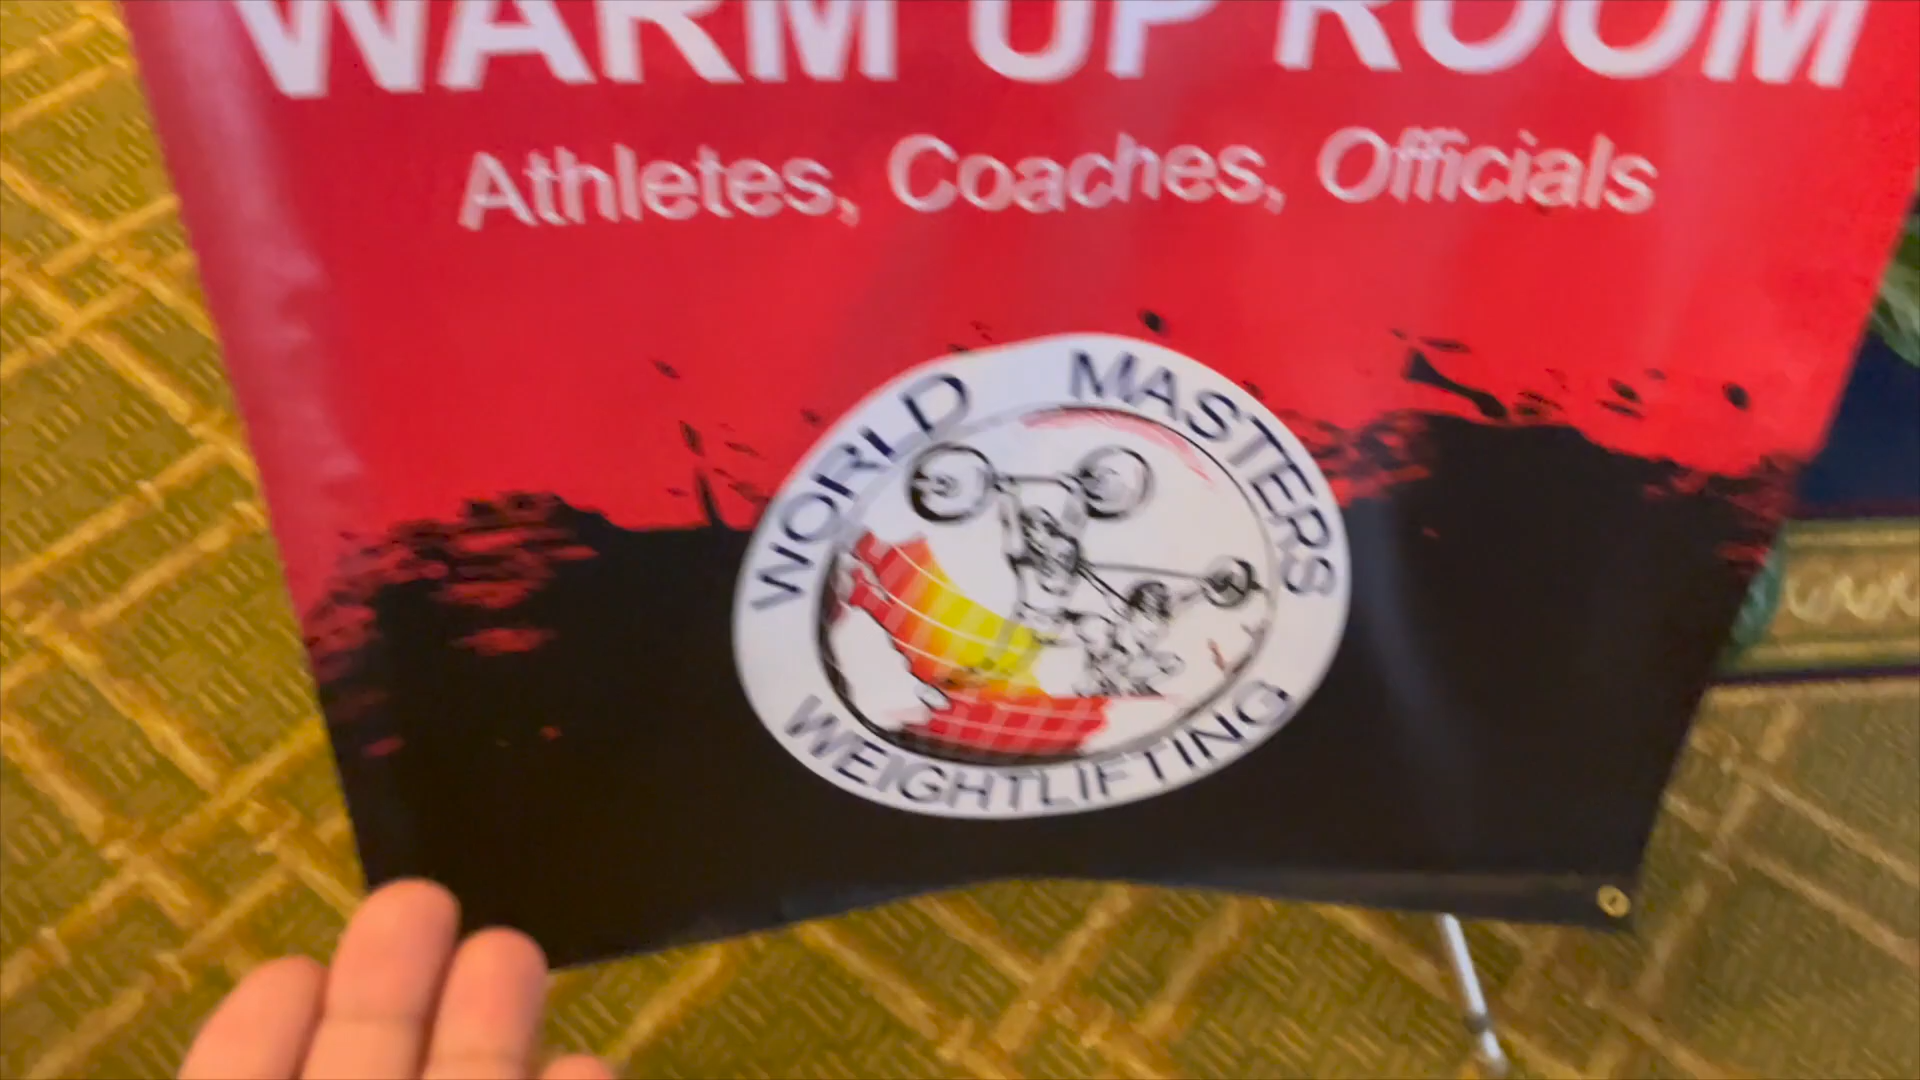 WARM UP ROOM
Athletes, Coaches, Officials
WORLD MASTERS
WEIGHTLIFTING